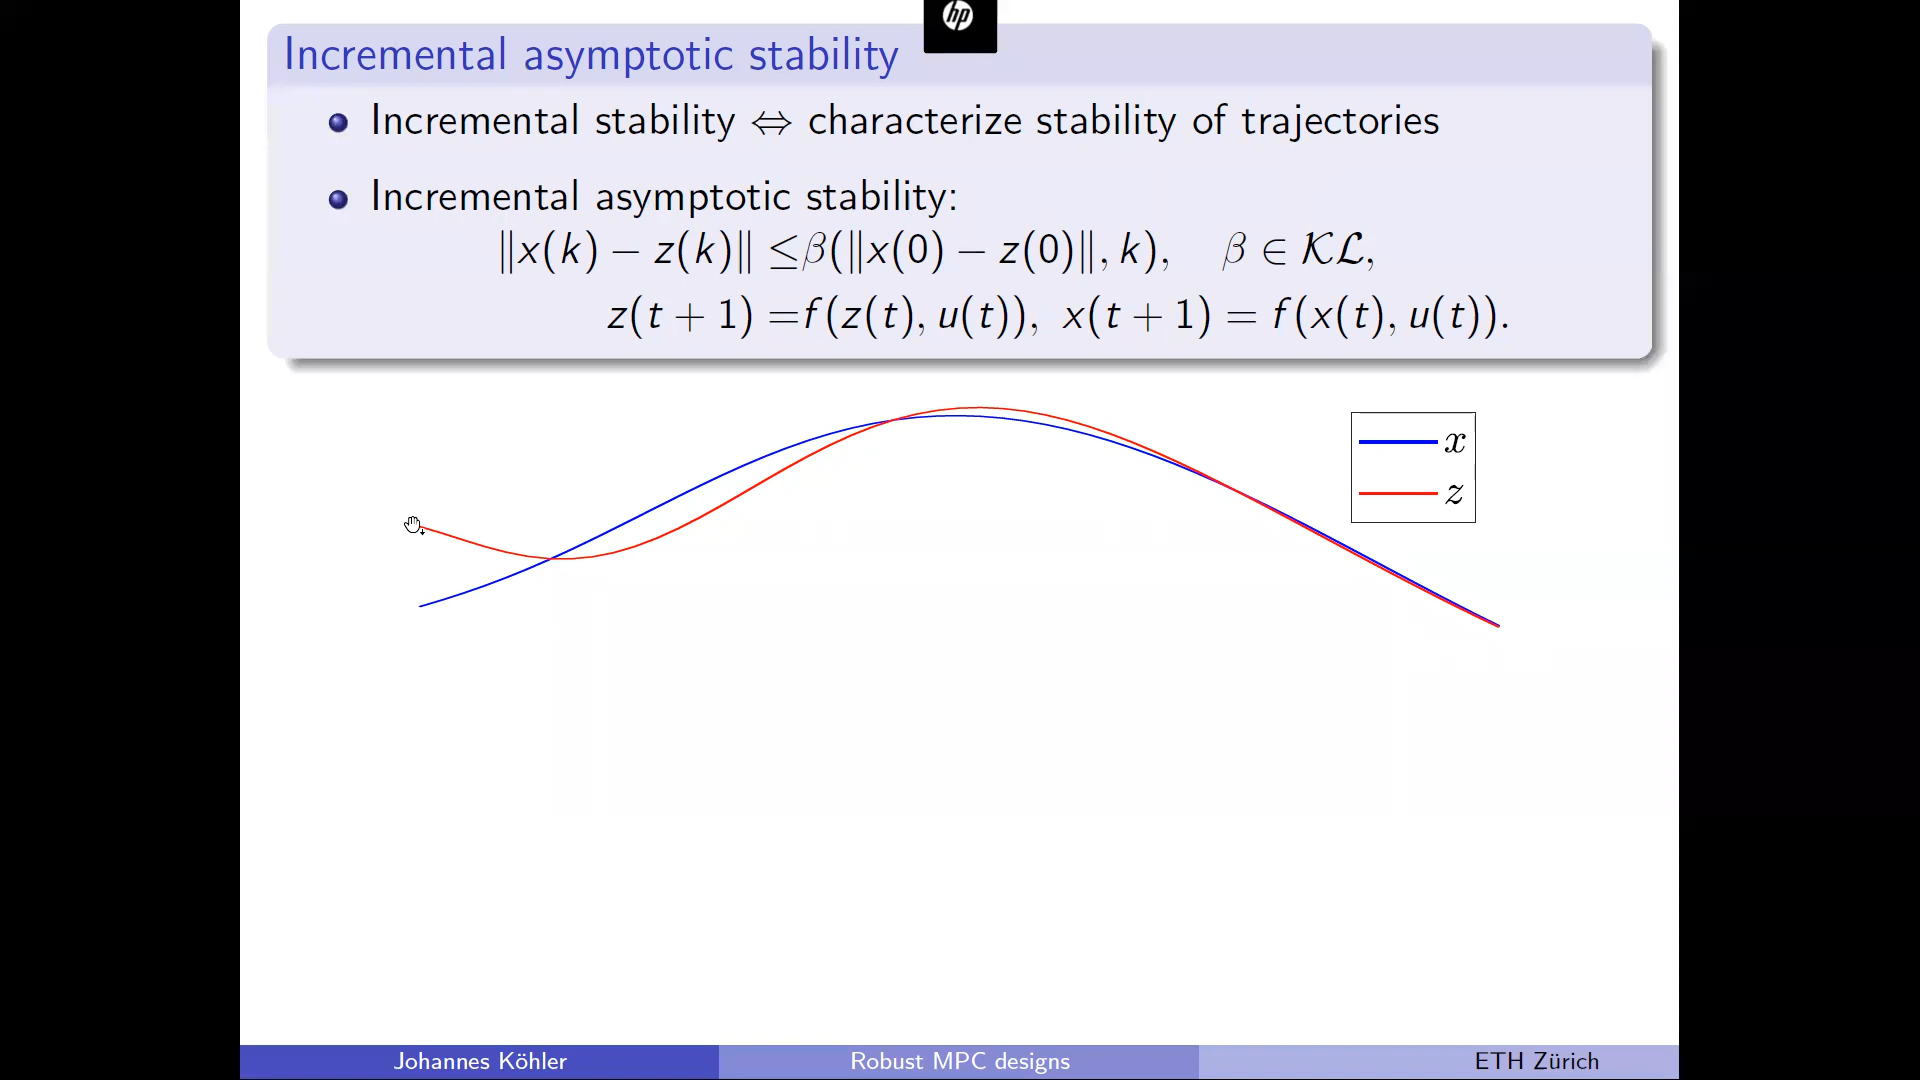 hp
Incremental asymptotic stability
Incremental stability ⇔ characterize stability of trajectories
Incremental asymptotic stability:
‖x(k) − z(k)‖ ≤β(‖x(0) − z(0)‖, k), β ∈ 𝒦ℒ,
z(t + 1) =f(z(t), u(t)), x(t + 1) = f(x(t), u(t)).
x
z
Johannes Köhler Robust MPC designs ETH Zürich